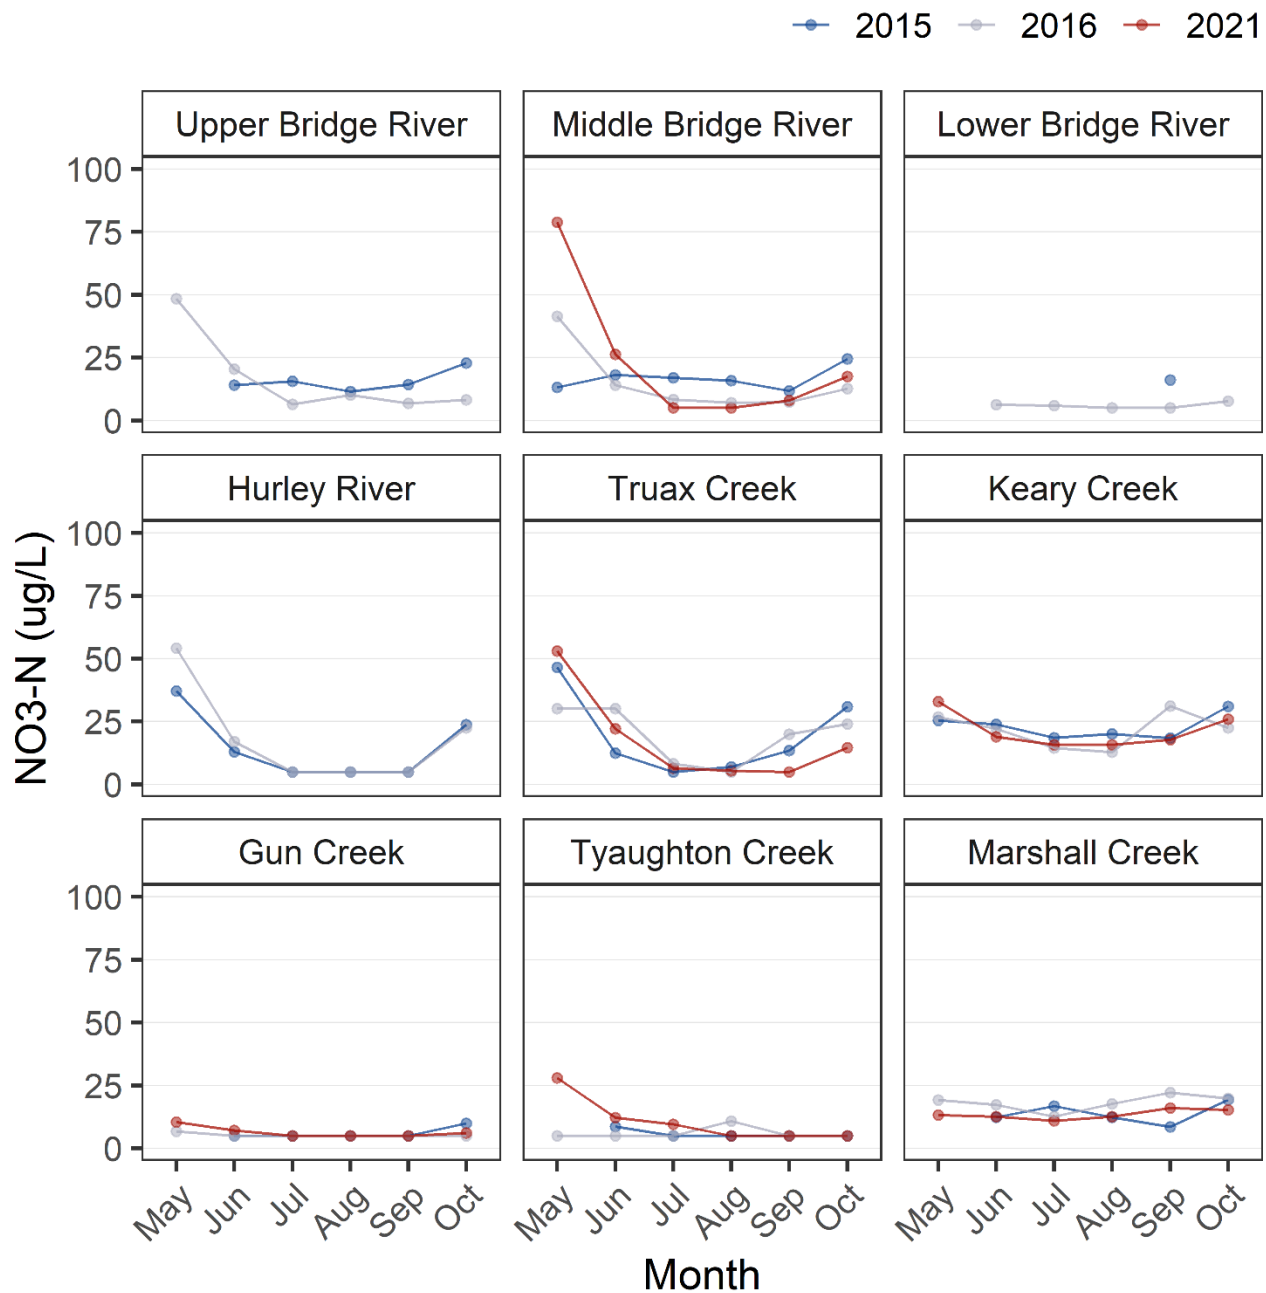 2015 2016 2021
Upper Bridge River Middle Bridge River Lower Bridge River
100
75
50
25
0
Hurley River Truax Creek Keary Creek
100
75
50
25
0
NO3-N (ug/L)
Gun Creek Tyaughton Creek Marshall Creek
100
75
50
25
0
May Jun Jul Aug Sep Oct May Jun Jul Aug Sep Oct May Jun Jul Aug Sep Oct
Month